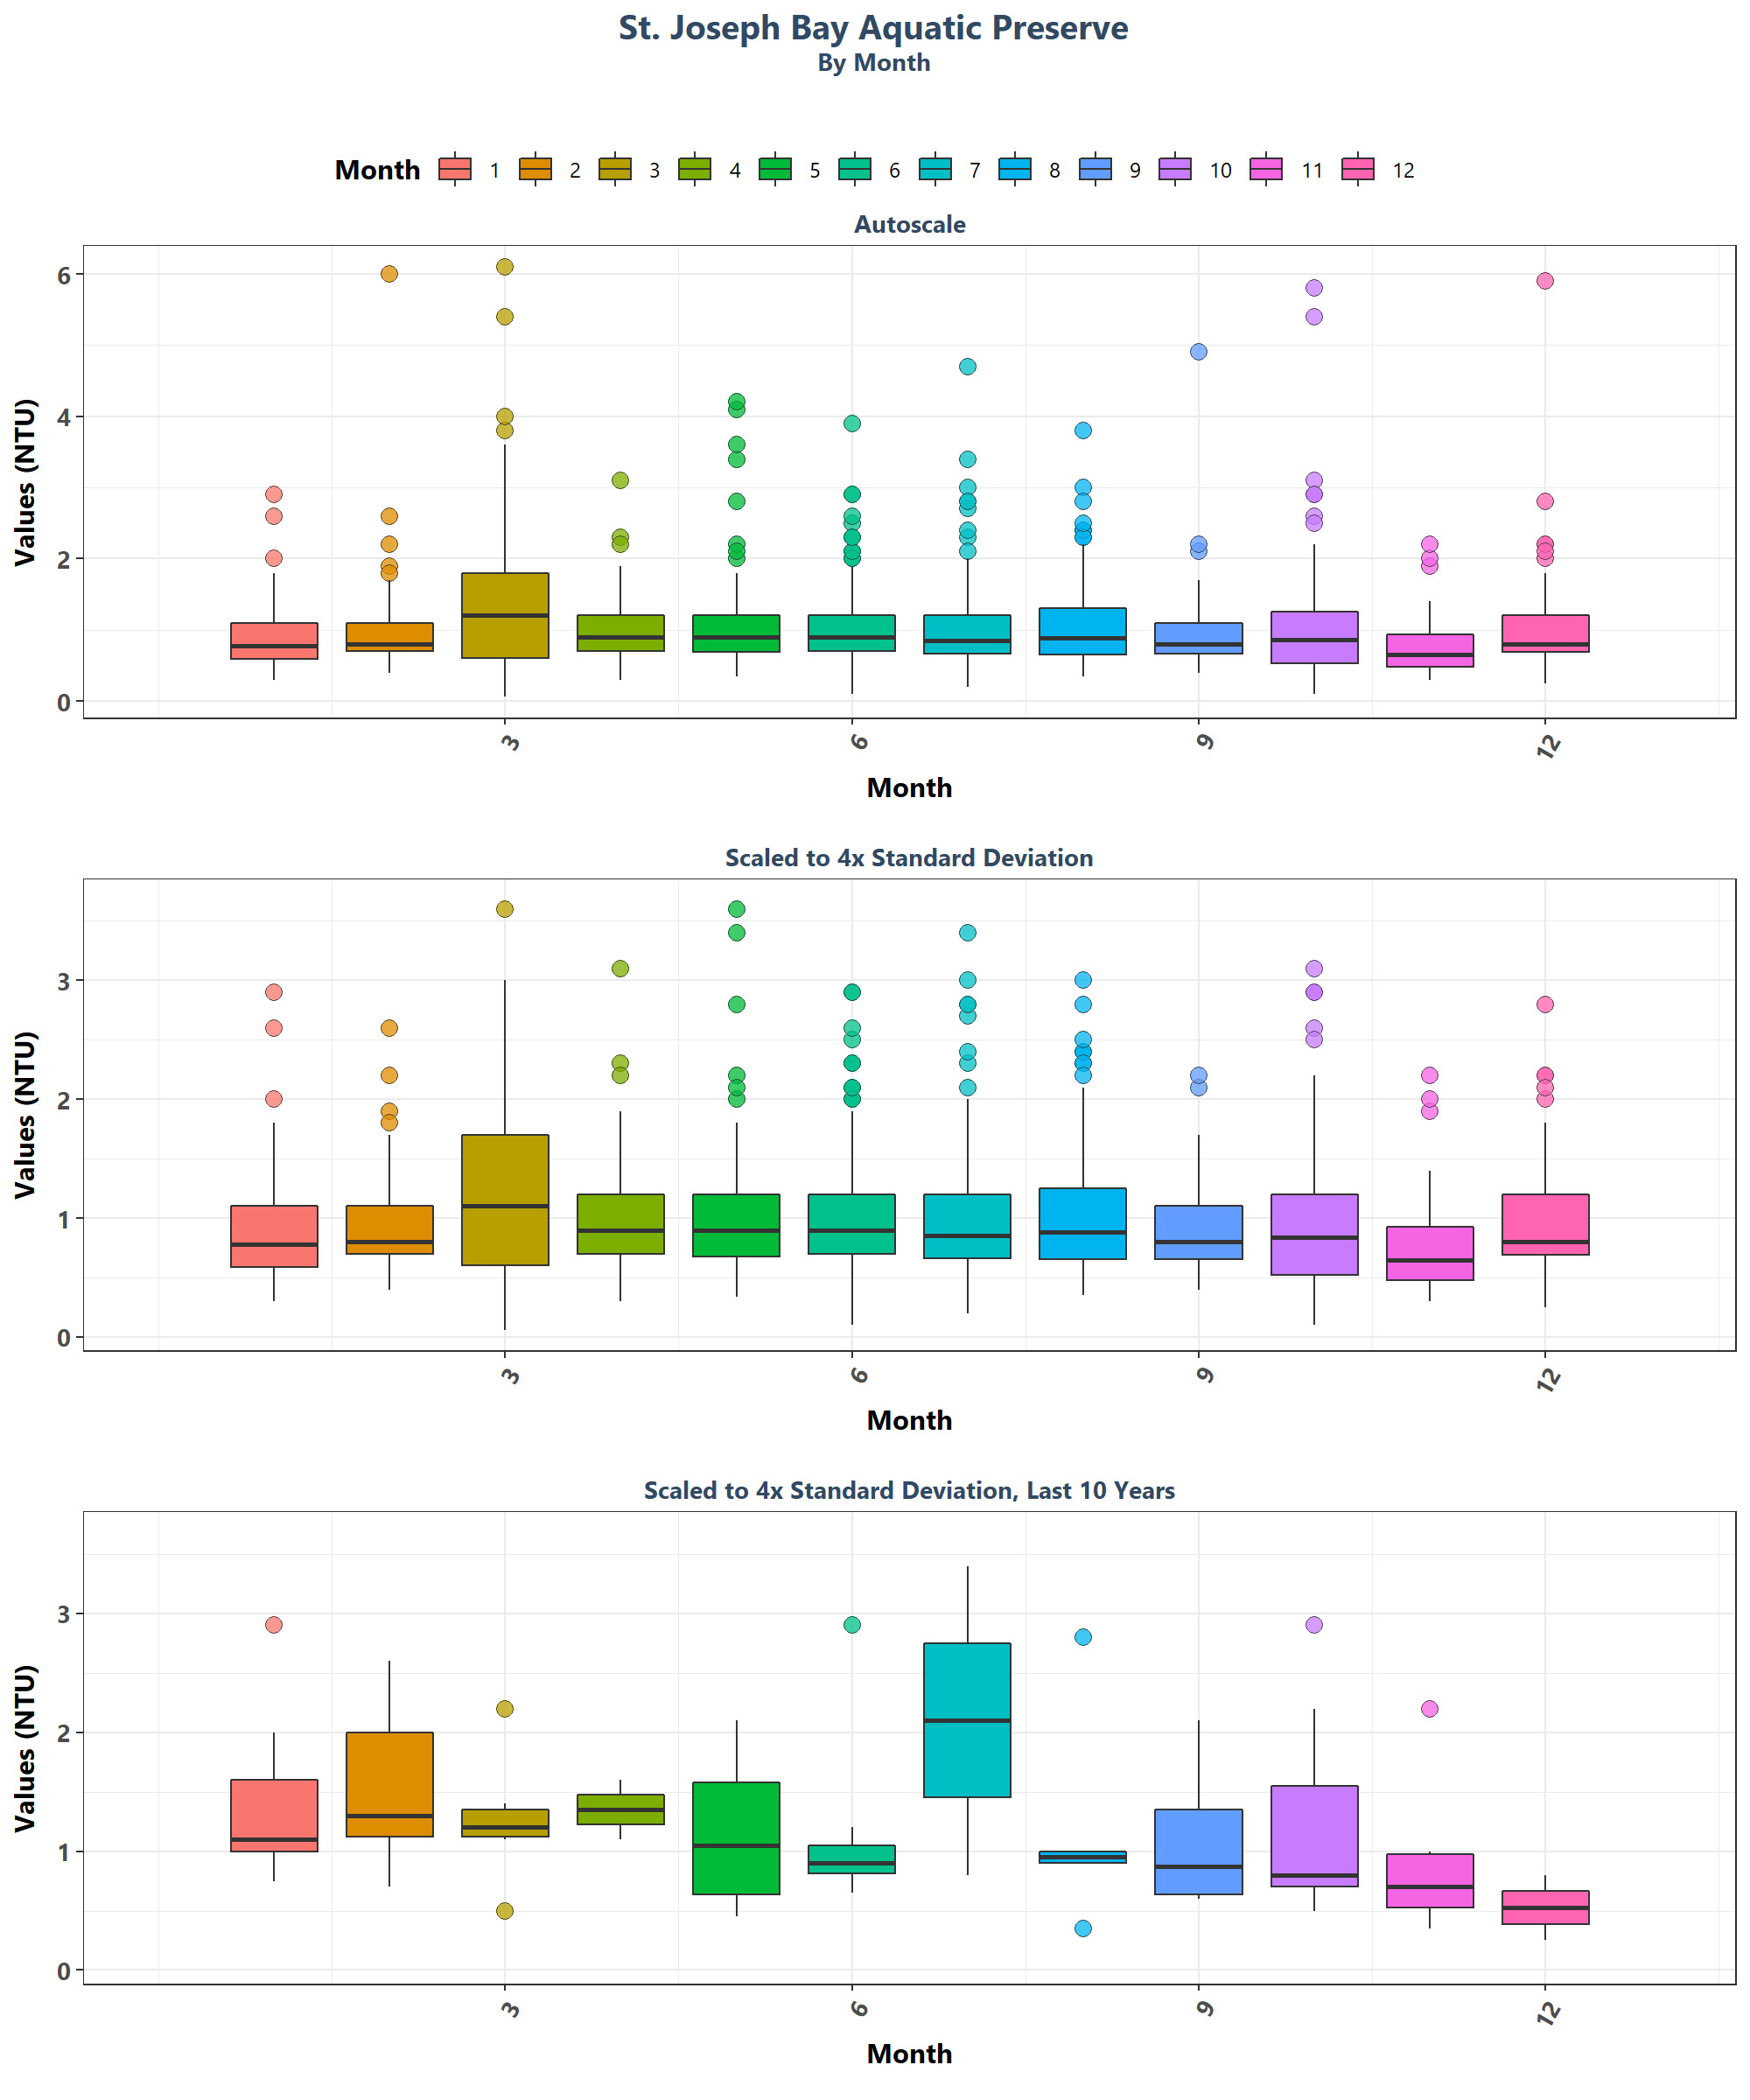 St. Joseph Bay Aquatic Preserve
By Month
Month 1 2 3 4 5 6 7 8 9 10 11 12
Autoscale
Values (NTU)
6
4
2
0
3 6 9 12
Month
Scaled to 4x Standard Deviation
Values (NTU)
3
2
1
0
3 6 9 12
Month
Scaled to 4x Standard Deviation, Last 10 Years
Values (NTU)
3
2
1
0
3 6 9 12
Month